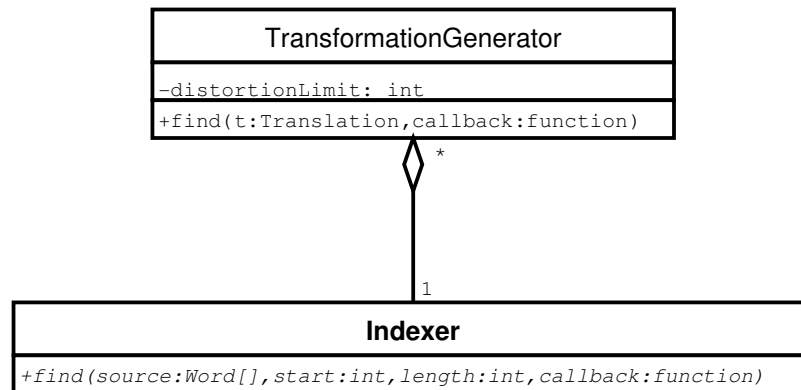 TransformationGenerator
-distortionLimit: int
+find(t:Translation,callback:function)
*
1
Indexer
+find(source:Word[],start:int,length:int,callback:function)